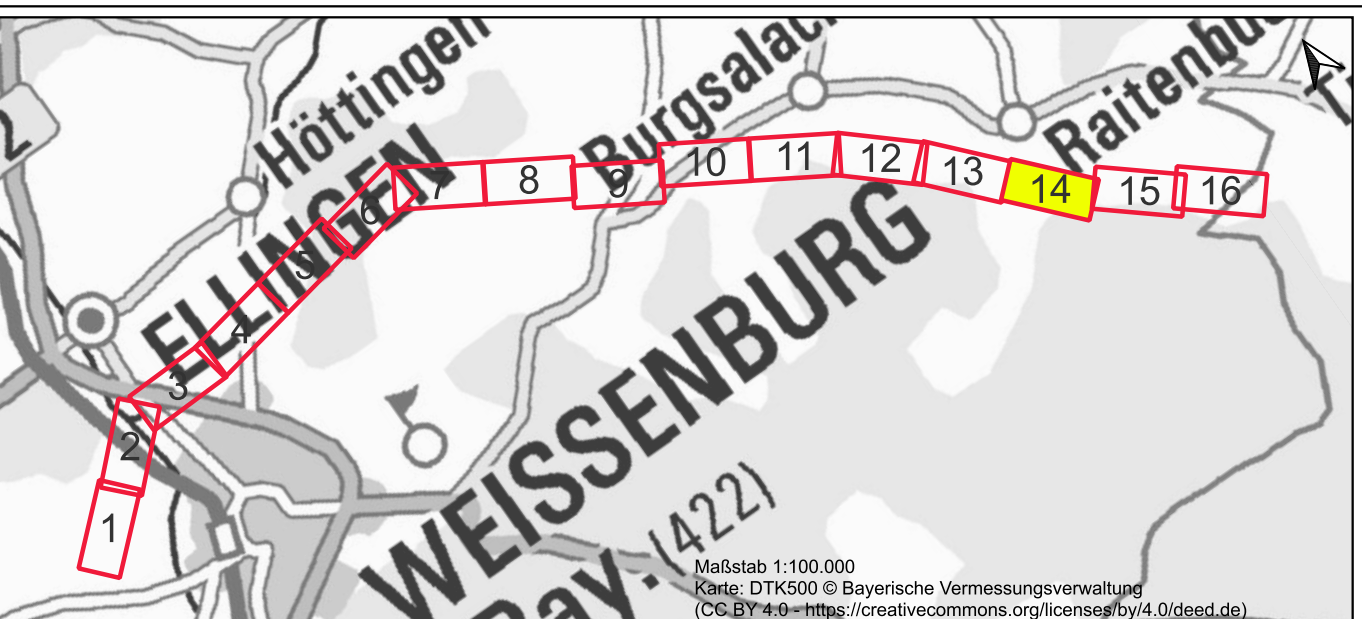 2
Höttingen
Burgsalach
Raitenbu
T
ELLINGEN
WEISSENBURG
Bay. (422)
1
2
3
4
5
6
7
8
9
10
11
12
13
14
15
16
Maßstab 1:100.000
Karte: DTK500 © Bayerische Vermessungsverwaltung
(CC BY 4.0 - https://creativecommons.org/licenses/by/4.0/deed.de)